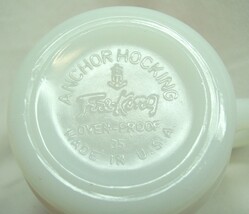 ANCHOR HOCKING
Fire-King
OVEN-PROOF
MADE IN U.S.A.